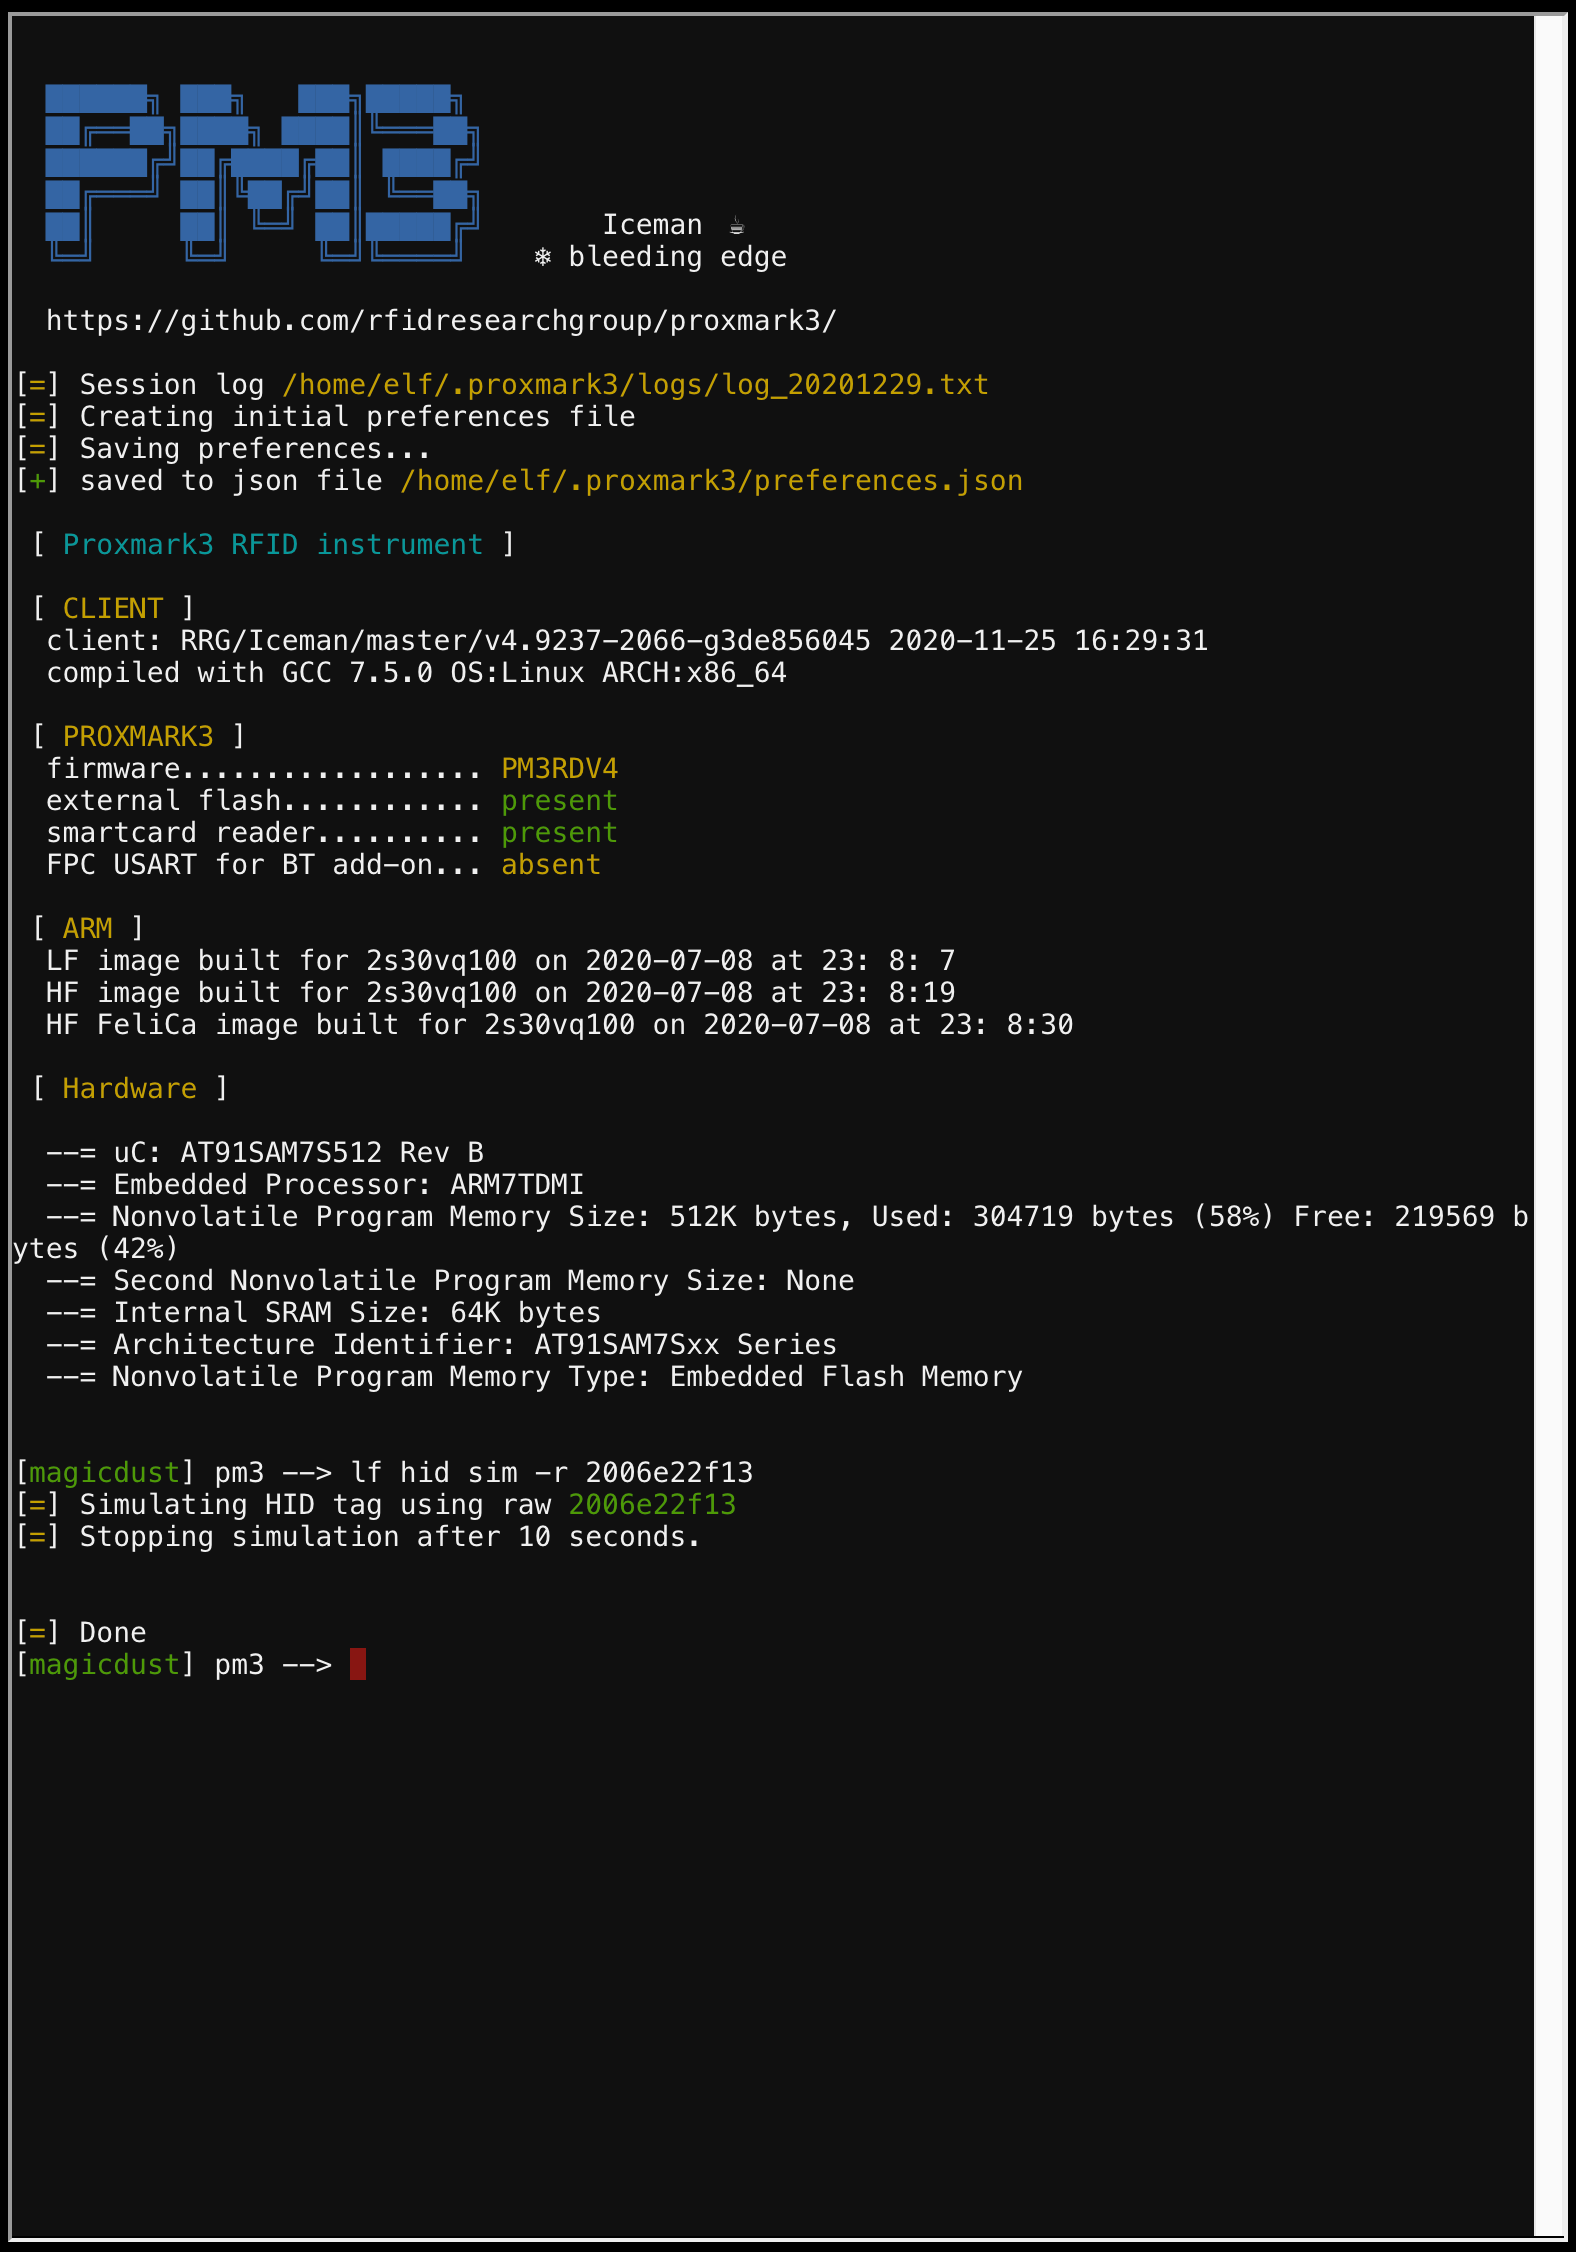 PM3
Iceman ☕
❄ bleeding edge
https://github.com/rfidresearchgroup/proxmark3/
[=] Session log /home/elf/.proxmark3/logs/log_20201229.txt
[=] Creating initial preferences file
[=] Saving preferences...
[+] saved to json file /home/elf/.proxmark3/preferences.json
[ Proxmark3 RFID instrument ]
[ CLIENT ]
client: RRG/Iceman/master/v4.9237-2066-g3de856045 2020-11-25 16:29:31
compiled with GCC 7.5.0 OS:Linux ARCH:x86_64
[ PROXMARK3 ]
firmware.................. PM3RDV4
external flash............ present
smartcard reader.......... present
FPC USART for BT add-on... absent
[ ARM ]
LF image built for 2s30vq100 on 2020-07-08 at 23: 8: 7
HF image built for 2s30vq100 on 2020-07-08 at 23: 8:19
HF FeliCa image built for 2s30vq100 on 2020-07-08 at 23: 8:30
[ Hardware ]
--= uC: AT91SAM7S512 Rev B
--= Embedded Processor: ARM7TDMI
--= Nonvolatile Program Memory Size: 512K bytes, Used: 304719 bytes (58%) Free: 219569 b
ytes (42%)
--= Second Nonvolatile Program Memory Size: None
--= Internal SRAM Size: 64K bytes
--= Architecture Identifier: AT91SAM7Sxx Series
--= Nonvolatile Program Memory Type: Embedded Flash Memory
[magicdust] pm3 --> lf hid sim -r 2006e22f13
[=] Simulating HID tag using raw 2006e22f13
[=] Stopping simulation after 10 seconds.
[=] Done
[magicdust] pm3 -->